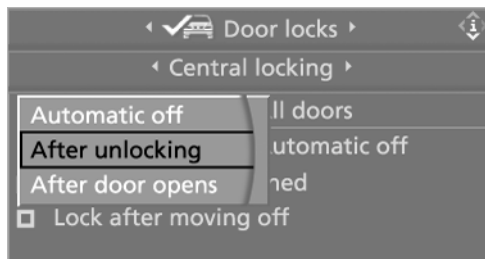 Door locks
Central locking
Automatic off
ll doors
After unlocking
utomatic off
After door opens
ned
Lock after moving off